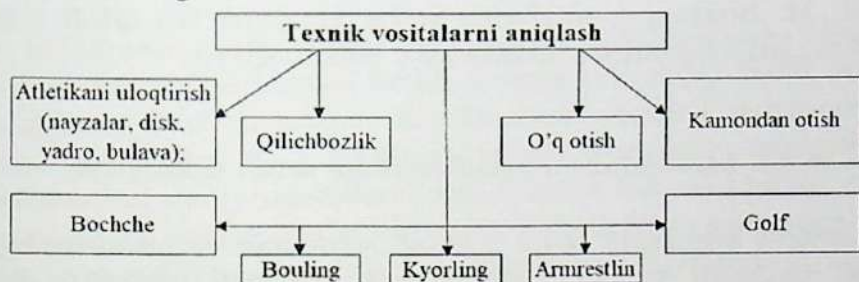 Texnik vositalarni aniqlash
Atletikani uloqtirish
(nayzalar, disk,
yadro, bulava);
Qilichbozlik
O'q otish
Kamondan otish
Bochche
Golf
Bouling
Kyorling
Armrestlin